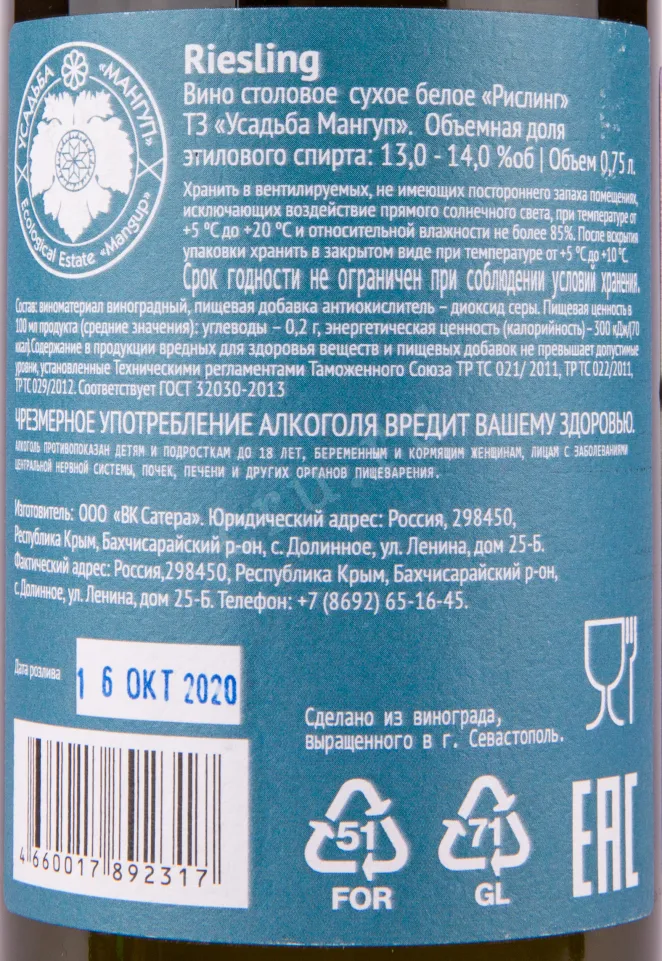 УСАДЬБА «МАНГУП»
Ecological Estate «Mangup»
Riesling
Вино столовое сухое белое «Рислинг»
ТЗ «Усадьба Мангуп». Объемная доля
этилового спирта: 13,0 - 14,0 %об | Объем 0,75 л.
Хранить в вентилируемых, не имеющих постороннего запаха помещениях,
исключающих воздействие прямого солнечного света, при температуре от
+5 °C до +20 °C и относительной влажности не более 85%. После вскрытия
упаковки хранить в закрытом виде при температуре от +5 °C до +10 °C.
Срок годности не ограничен при соблюдении условий хранения.
Состав: виноматериал виноградный, пищевая добавка антиокислитель – диоксид серы. Пищевая ценность в
100 мл продукта (средние значения): углеводы – 0,2 г, энергетическая ценность (калорийность) – 300 кДж/(70
ккал). Содержание в продукции вредных для здоровья веществ и пищевых добавок не превышает допустимые
уровни, установленные Техническими регламентами Таможенного Союза ТР ТС 021/ 2011, ТР ТС 022/2011,
ТР ТС 029/2012. Соответствует ГОСТ 32030-2013
ЧРЕЗМЕРНОЕ УПОТРЕБЛЕНИЕ АЛКОГОЛЯ ВРЕДИТ ВАШЕМУ ЗДОРОВЬЮ.
АЛКОГОЛЬ ПРОТИВОПОКАЗАН ДЕТЯМ И ПОДРОСТКАМ ДО 18 ЛЕТ, БЕРЕМЕННЫМ И КОРМЯЩИМ ЖЕНЩИНАМ, ЛИЦАМ С ЗАБОЛЕВАНИЯМИ
ЦЕНТРАЛЬНОЙ НЕРВНОЙ СИСТЕМЫ, ПОЧЕК, ПЕЧЕНИ И ДРУГИХ ОРГАНОВ ПИЩЕВАРЕНИЯ.
Изготовитель: ООО «ВК Сатера». Юридический адрес: Россия, 298450,
Республика Крым, Бахчисарайский р-он, с. Долинное, ул. Ленина, дом 25-Б.
Фактический адрес: Россия,298450, Республика Крым, Бахчисарайский р-он,
с.Долинное, ул. Ленина, дом 25-Б. Телефон: +7 (8692) 65-16-45.
Дата розлива
16 ОКТ 2020
Сделано из винограда,
выращенного в г. Севастополь.
4660017892317
51
FOR
71
GL
EAC